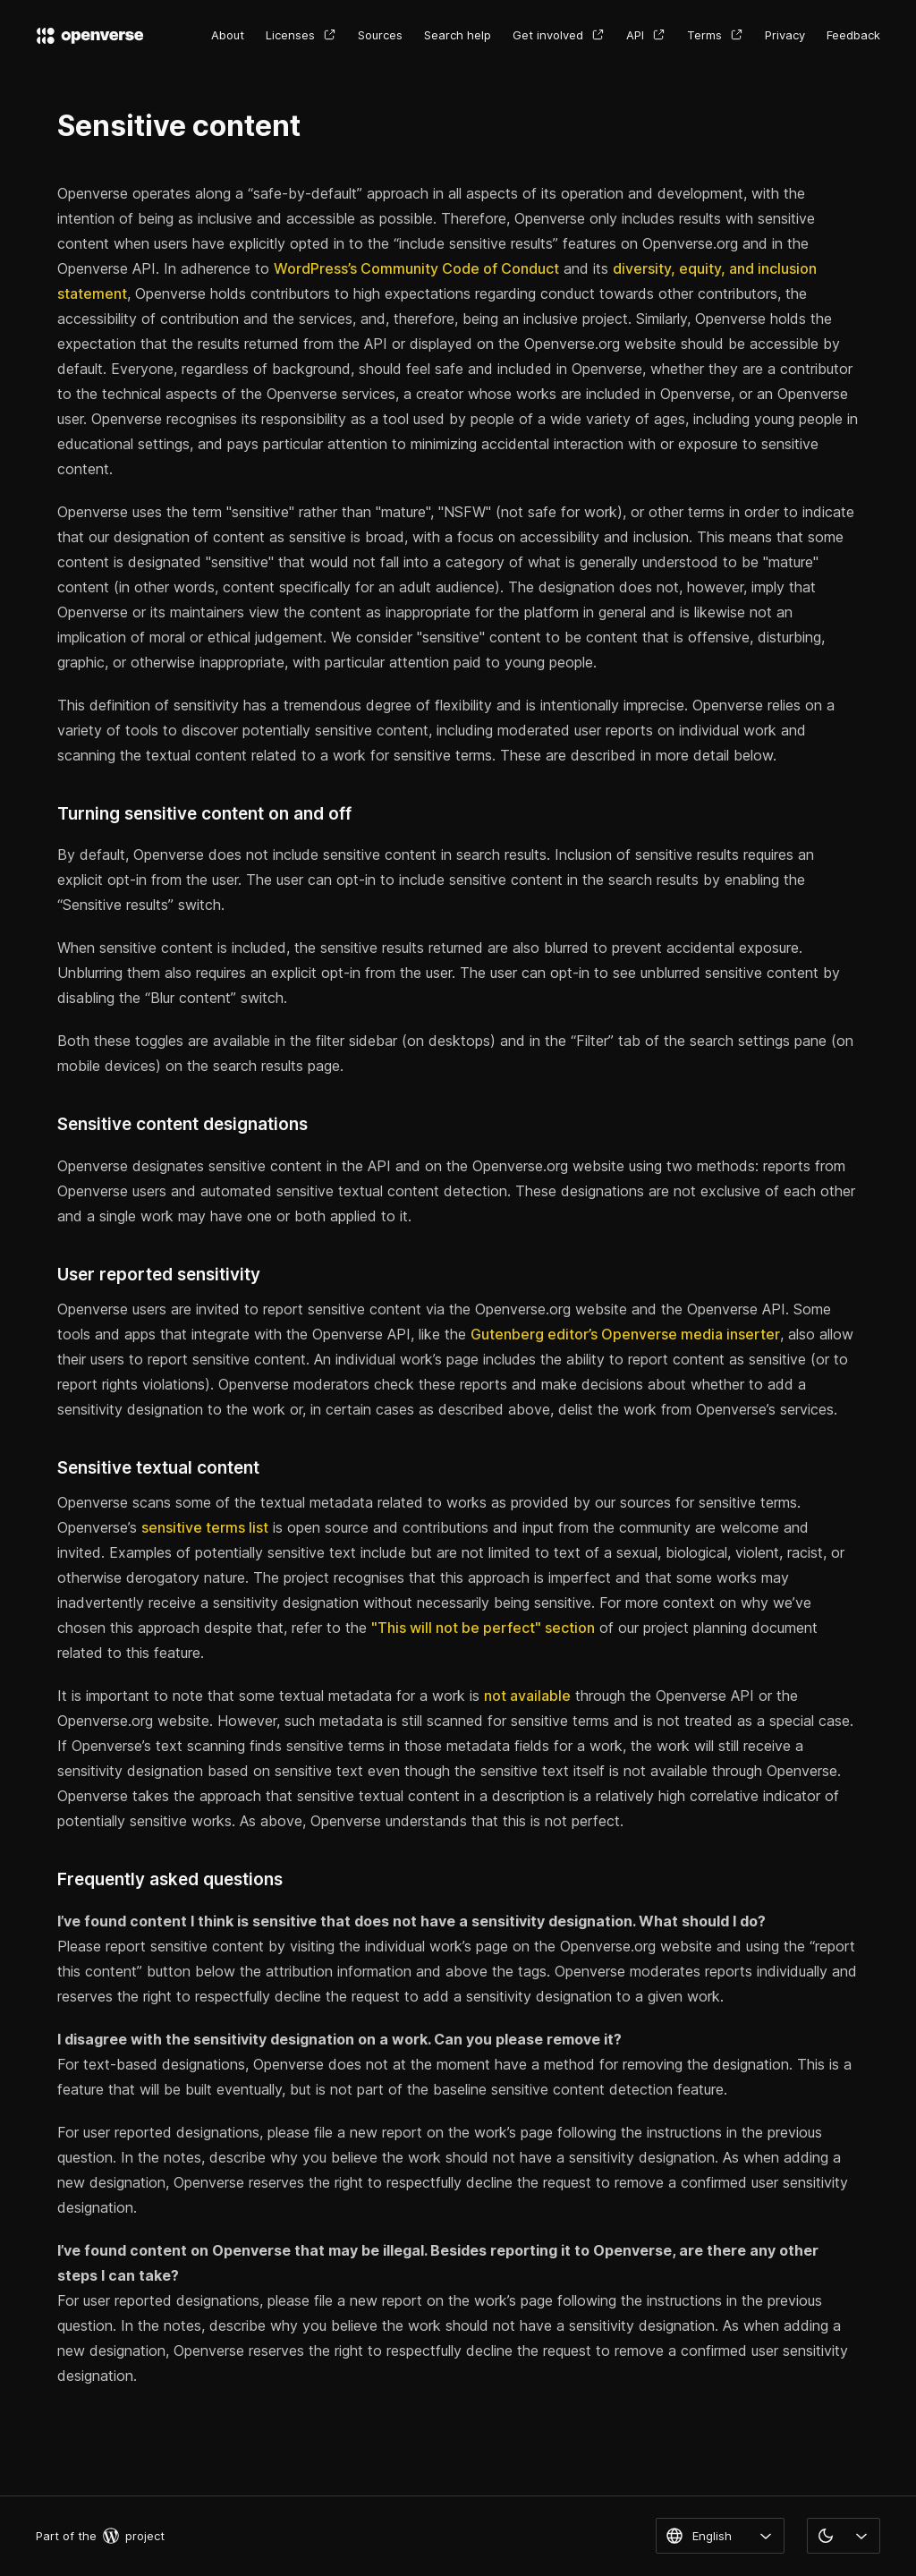 openverse
About Licenses Sources Search help Get involved API Terms Privacy Feedback
Sensitive content
Openverse operates along a “safe-by-default” approach in all aspects of its operation and development, with the
intention of being as inclusive and accessible as possible. Therefore, Openverse only includes results with sensitive
content when users have explicitly opted in to the “include sensitive results” features on Openverse.org and in the
Openverse API. In adherence to WordPress’s Community Code of Conduct and its diversity, equity, and inclusion
statement, Openverse holds contributors to high expectations regarding conduct towards other contributors, the
accessibility of contribution and the services, and, therefore, being an inclusive project. Similarly, Openverse holds the
expectation that the results returned from the API or displayed on the Openverse.org website should be accessible by
default. Everyone, regardless of background, should feel safe and included in Openverse, whether they are a contributor
to the technical aspects of the Openverse services, a creator whose works are included in Openverse, or an Openverse
user. Openverse recognises its responsibility as a tool used by people of a wide variety of ages, including young people in
educational settings, and pays particular attention to minimizing accidental interaction with or exposure to sensitive
content.
Openverse uses the term "sensitive" rather than "mature", "NSFW" (not safe for work), or other terms in order to indicate
that our designation of content as sensitive is broad, with a focus on accessibility and inclusion. This means that some
content is designated "sensitive" that would not fall into a category of what is generally understood to be "mature"
content (in other words, content specifically for an adult audience). The designation does not, however, imply that
Openverse or its maintainers view the content as inappropriate for the platform in general and is likewise not an
implication of moral or ethical judgement. We consider "sensitive" content to be content that is offensive, disturbing,
graphic, or otherwise inappropriate, with particular attention paid to young people.
This definition of sensitivity has a tremendous degree of flexibility and is intentionally imprecise. Openverse relies on a
variety of tools to discover potentially sensitive content, including moderated user reports on individual work and
scanning the textual content related to a work for sensitive terms. These are described in more detail below.
Turning sensitive content on and off
By default, Openverse does not include sensitive content in search results. Inclusion of sensitive results requires an
explicit opt-in from the user. The user can opt-in to include sensitive content in the search results by enabling the
“Sensitive results” switch.
When sensitive content is included, the sensitive results returned are also blurred to prevent accidental exposure.
Unblurring them also requires an explicit opt-in from the user. The user can opt-in to see unblurred sensitive content by
disabling the “Blur content” switch.
Both these toggles are available in the filter sidebar (on desktops) and in the “Filter” tab of the search settings pane (on
mobile devices) on the search results page.
Sensitive content designations
Openverse designates sensitive content in the API and on the Openverse.org website using two methods: reports from
Openverse users and automated sensitive textual content detection. These designations are not exclusive of each other
and a single work may have one or both applied to it.
User reported sensitivity
Openverse users are invited to report sensitive content via the Openverse.org website and the Openverse API. Some
tools and apps that integrate with the Openverse API, like the Gutenberg editor’s Openverse media inserter, also allow
their users to report sensitive content. An individual work’s page includes the ability to report content as sensitive (or to
report rights violations). Openverse moderators check these reports and make decisions about whether to add a
sensitivity designation to the work or, in certain cases as described above, delist the work from Openverse’s services.
Sensitive textual content
Openverse scans some of the textual metadata related to works as provided by our sources for sensitive terms.
Openverse’s sensitive terms list is open source and contributions and input from the community are welcome and
invited. Examples of potentially sensitive text include but are not limited to text of a sexual, biological, violent, racist, or
otherwise derogatory nature. The project recognises that this approach is imperfect and that some works may
inadvertently receive a sensitivity designation without necessarily being sensitive. For more context on why we’ve
chosen this approach despite that, refer to the "This will not be perfect" section of our project planning document
related to this feature.
It is important to note that some textual metadata for a work is not available through the Openverse API or the
Openverse.org website. However, such metadata is still scanned for sensitive terms and is not treated as a special case.
If Openverse’s text scanning finds sensitive terms in those metadata fields for a work, the work will still receive a
sensitivity designation based on sensitive text even though the sensitive text itself is not available through Openverse.
Openverse takes the approach that sensitive textual content in a description is a relatively high correlative indicator of
potentially sensitive works. As above, Openverse understands that this is not perfect.
Frequently asked questions
I’ve found content I think is sensitive that does not have a sensitivity designation. What should I do?
Please report sensitive content by visiting the individual work’s page on the Openverse.org website and using the “report
this content” button below the attribution information and above the tags. Openverse moderates reports individually and
reserves the right to respectfully decline the request to add a sensitivity designation to a given work.
I disagree with the sensitivity designation on a work. Can you please remove it?
For text-based designations, Openverse does not at the moment have a method for removing the designation. This is a
feature that will be built eventually, but is not part of the baseline sensitive content detection feature.
For user reported designations, please file a new report on the work’s page following the instructions in the previous
question. In the notes, describe why you believe the work should not have a sensitivity designation. As when adding a
new designation, Openverse reserves the right to respectfully decline the request to remove a confirmed user sensitivity
designation.
I’ve found content on Openverse that may be illegal. Besides reporting it to Openverse, are there any other
steps I can take?
For user reported designations, please file a new report on the work’s page following the instructions in the previous
question. In the notes, describe why you believe the work should not have a sensitivity designation. As when adding a
new designation, Openverse reserves the right to respectfully decline the request to remove a confirmed user sensitivity
designation.
Part of the project
English